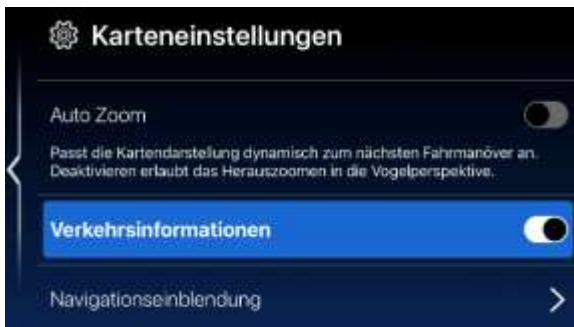 Karteneinstellungen
Auto Zoom
Passt die Kartendarstellung dynamisch zum nächsten Fahrmanöver an.
Deaktivieren erlaubt das Herauszoomen in die Vogelperspektive.
Verkehrsinformationen
Navigationseinblendung